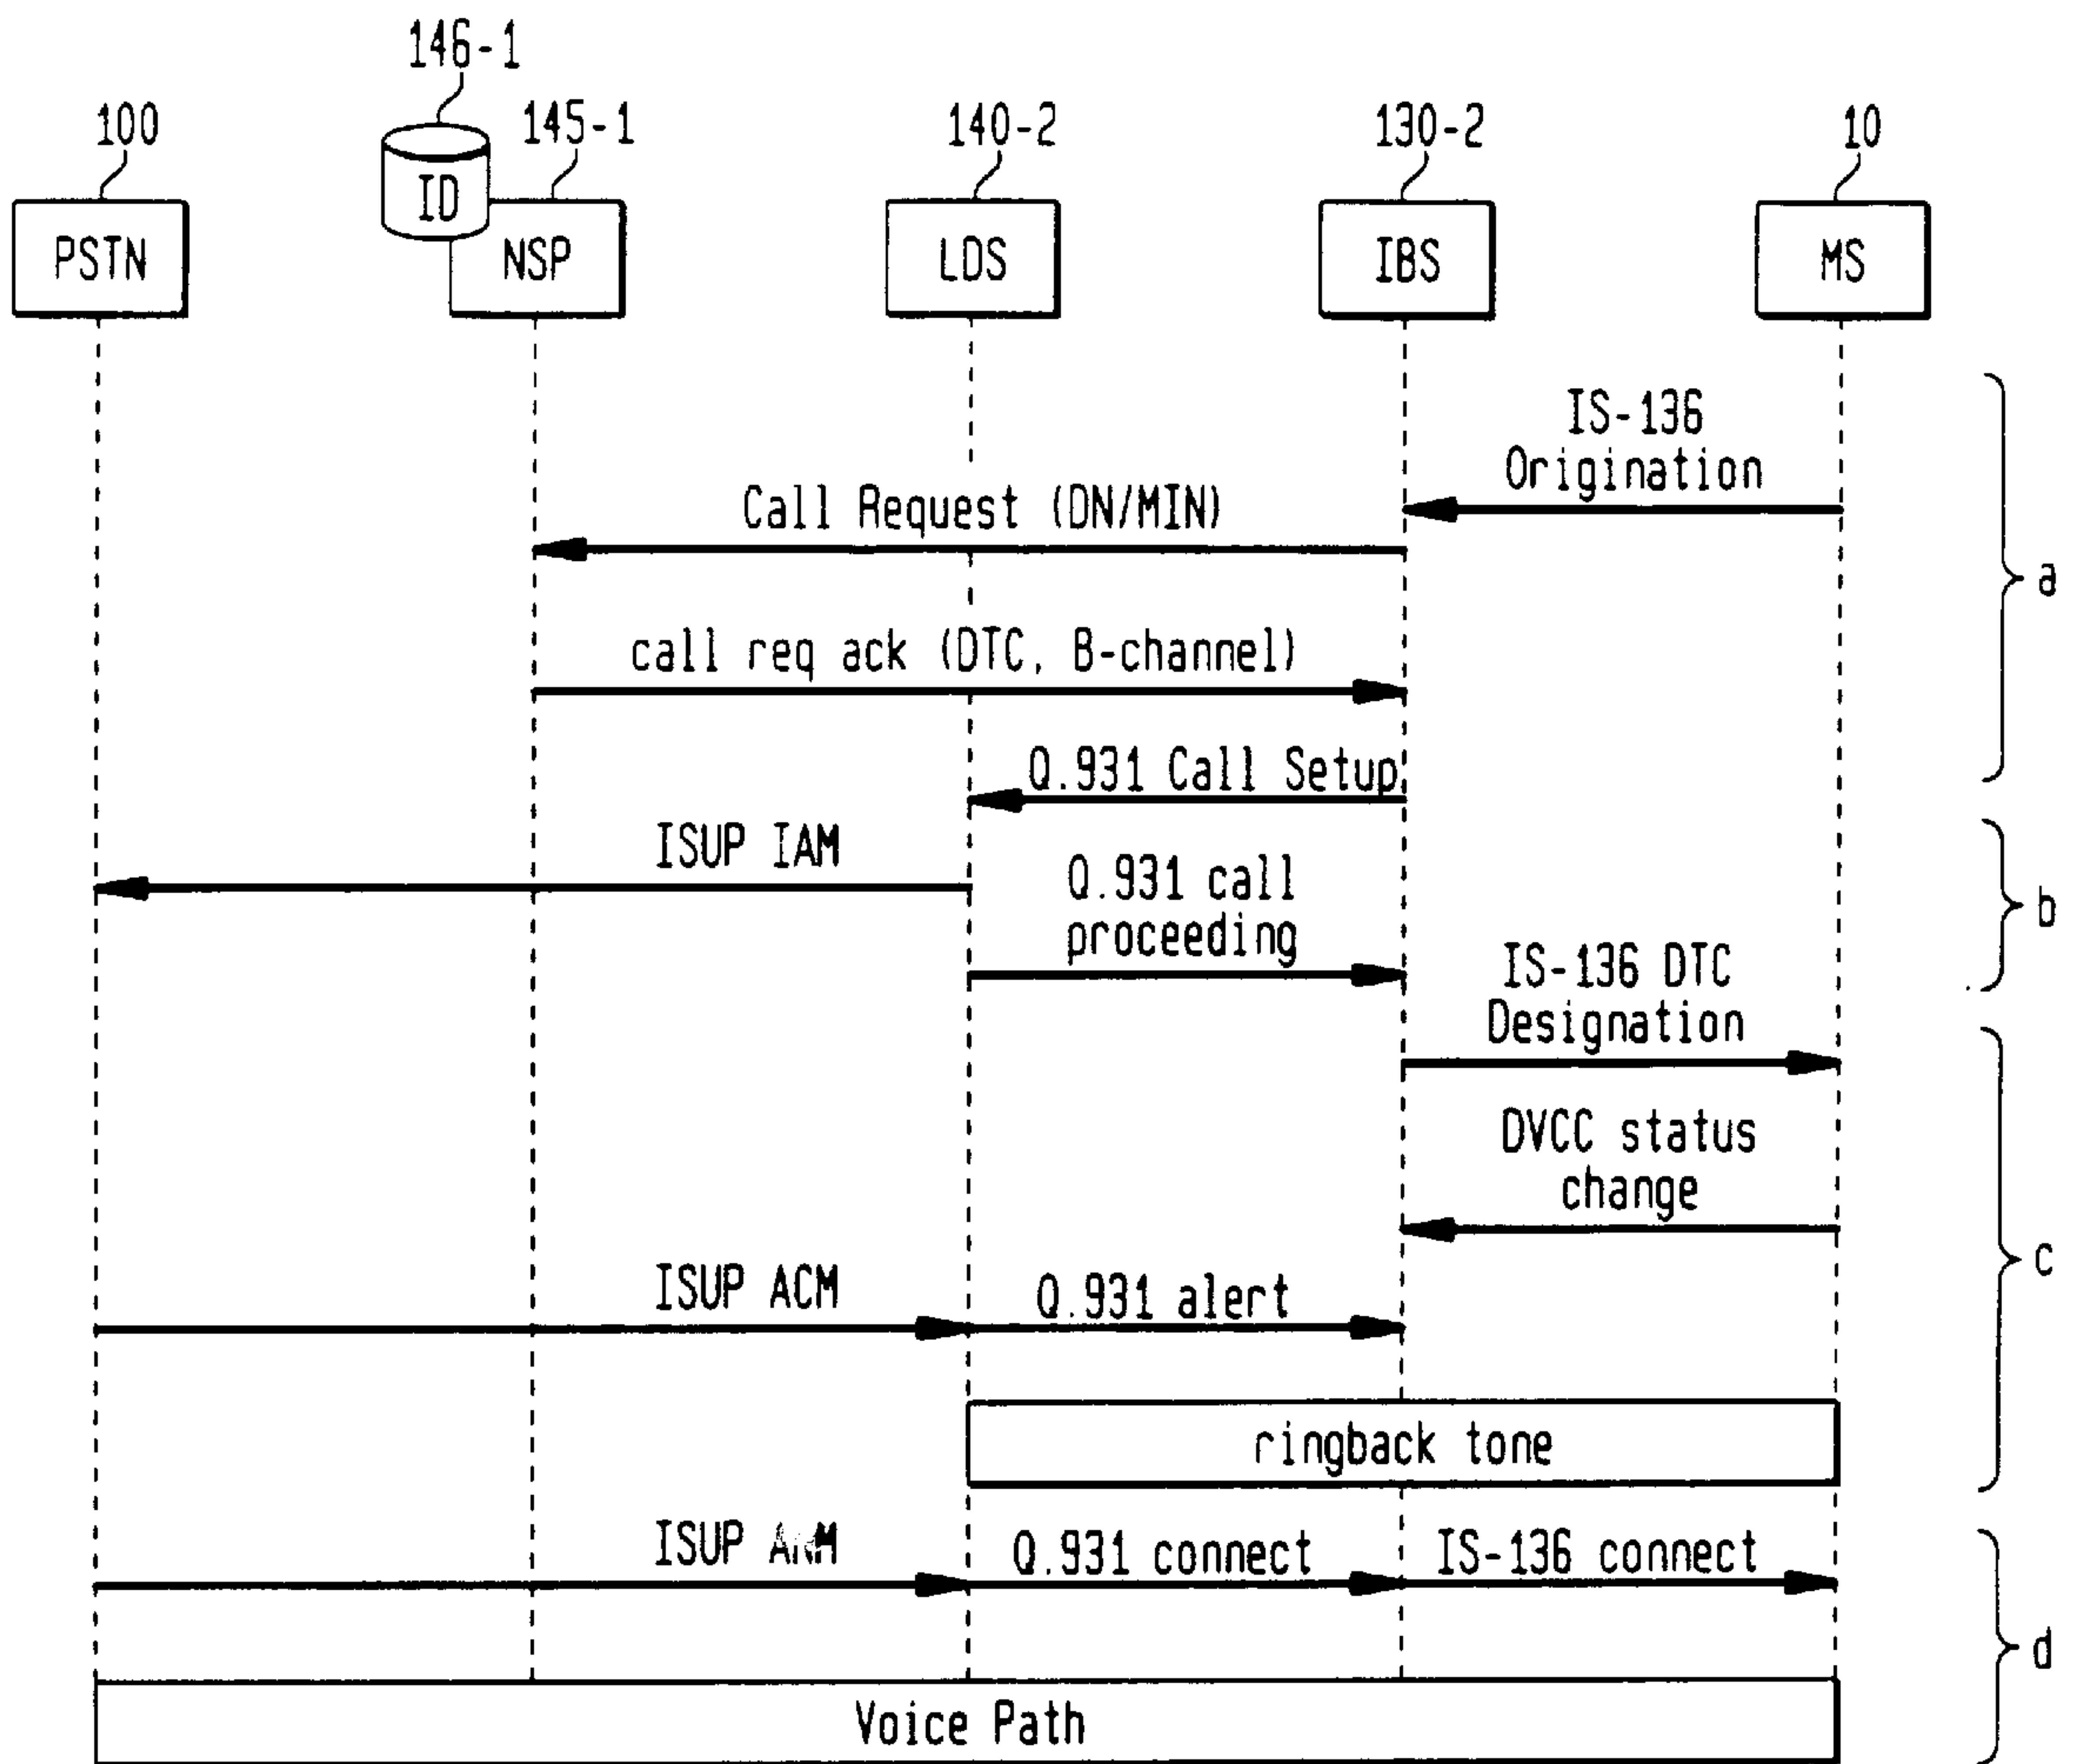 146-1
100
145-1
140-2
130-2
10
ID
PSTN
NSP
LDS
IBS
MS
IS-136
Origination
Call Request (DN/MIN)
a
call req ack (DTC, B-channel)
Q.931 Call Setup
ISUP IAM
Q.931 call
proceeding
b
IS-136 DTC
Designation
DVCC status
change
c
ISUP ACM
Q.931 alert
ringback tone
ISUP
Q.931 connect
IS-136 connect
d
Voice Path